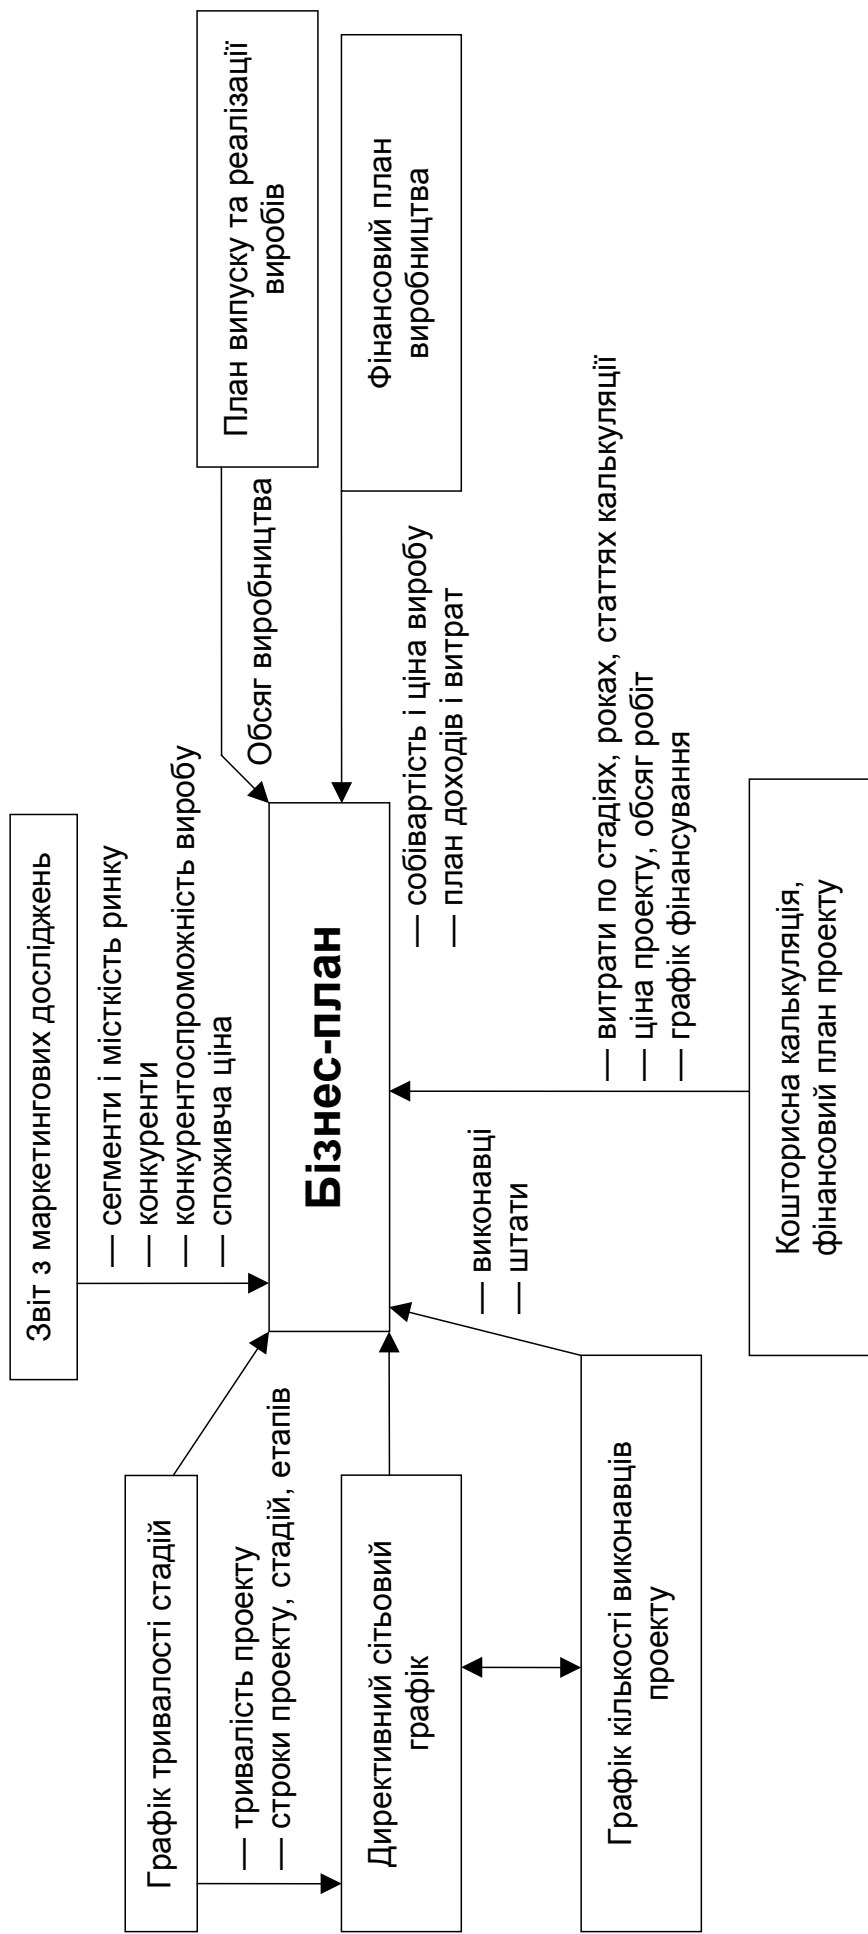 Звіт з маркетингових досліджень
— сегменти і місткість ринку
— конкуренти
— конкурентоспроможність виробу
— споживча ціна
Графік тривалості стадій
— тривалість проекту
— строки проекту, стадій, етапів
Директивний сітьовий
графік
Графік кількості виконавців
проекту
— виконавці
— штати
Бізнес-план
План випуску та реалізації
виробів
Обсяг виробництва
Фінансовий план
виробництва
— собівартість і ціна виробу
— план доходів і витрат
— витрати по стадіях, роках, статтях калькуляції
— ціна проекту, обсяг робіт
— графік фінансування
Кошторисна калькуляція,
фінансовий план проекту